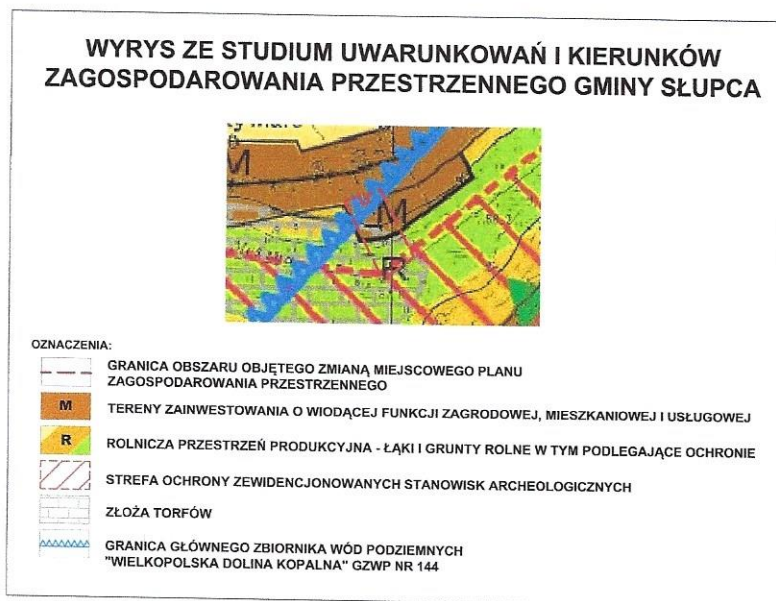 WYRYS ZE STUDIUM UWARUNKOWAŃ I KIERUNKÓW
ZAGOSPODAROWANIA PRZESTRZENNEGO GMINY SŁUPCA
M
M
R
OZNACZENIA:
GRANICA OBSZARU OBJĘTEGO ZMIANĄ MIEJSCOWEGO PLANU
ZAGOSPODAROWANIA PRZESTRZENNEGO
M TERENY ZAINWESTOWANIA O WIODĄCEJ FUNKCJI ZAGRODOWEJ, MIESZKANIOWEJ I USŁUGOWEJ
R ROLNICZA PRZESTRZEŃ PRODUKCYJNA - ŁĄKI I GRUNTY ROLNE W TYM PODLEGAJĄCE OCHRONIE
STREFA OCHRONY ZEWIDENCJONOWANYCH STANOWISK ARCHEOLOGICZNYCH
ZŁOŻA TORFÓW
GRANICA GŁÓWNEGO ZBIORNIKA WÓD PODZIEMNYCH
"WIELKOPOLSKA DOLINA KOPALNA" GZWP NR 144